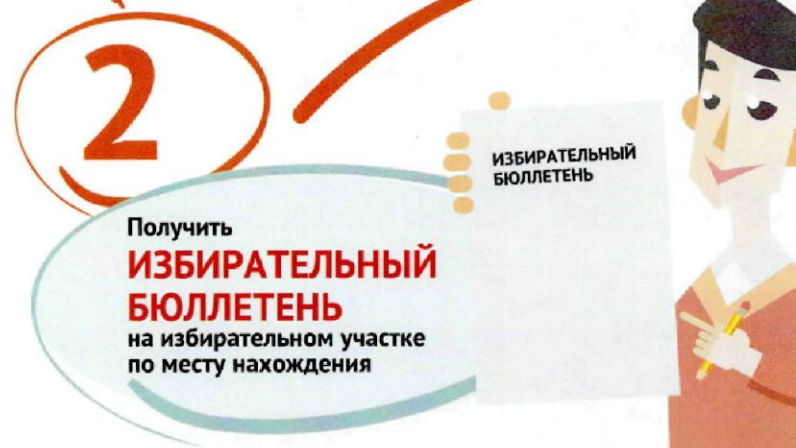 2
Получить
ИЗБИРАТЕЛЬНЫЙ
БЮЛЛЕТЕНЬ
на избирательном участке
по месту нахождения
ИЗБИРАТЕЛЬНЫЙ
БЮЛЛЕТЕНЬ